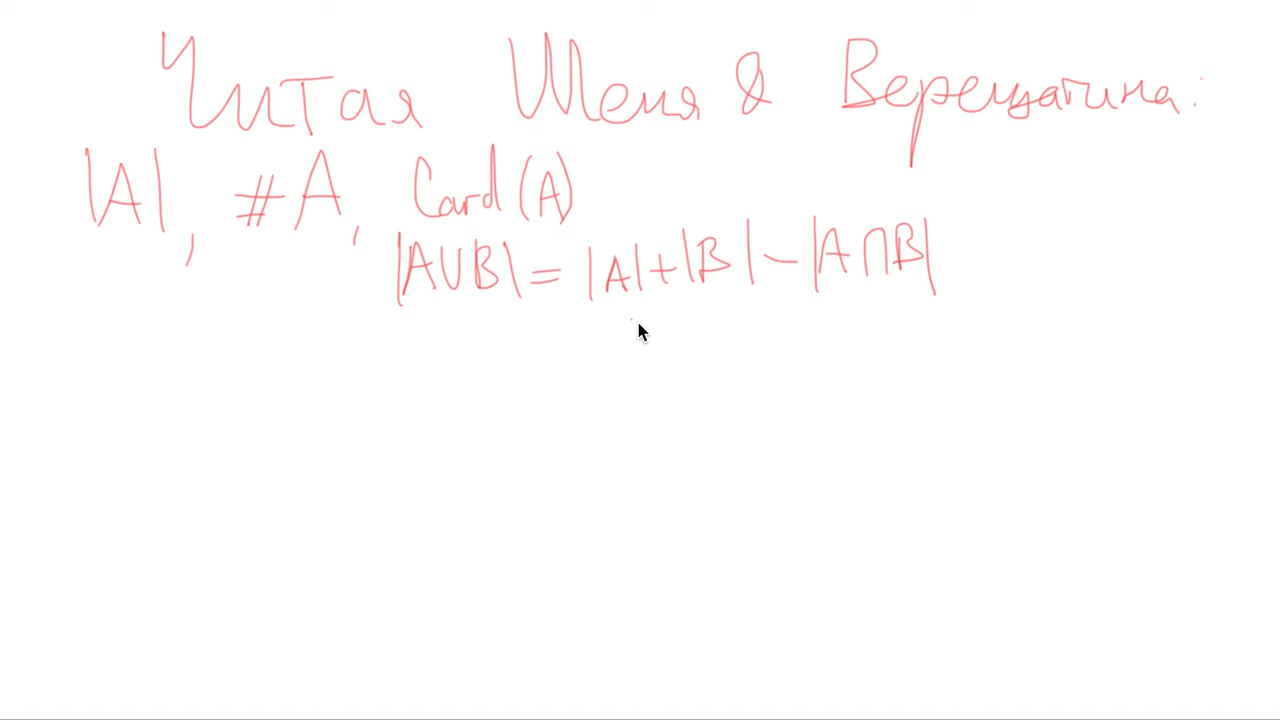 Читая Шеня & Верещагина:
|A|, #A, Card(A)
|A∪B| = |A|+|B| − |A∩B|